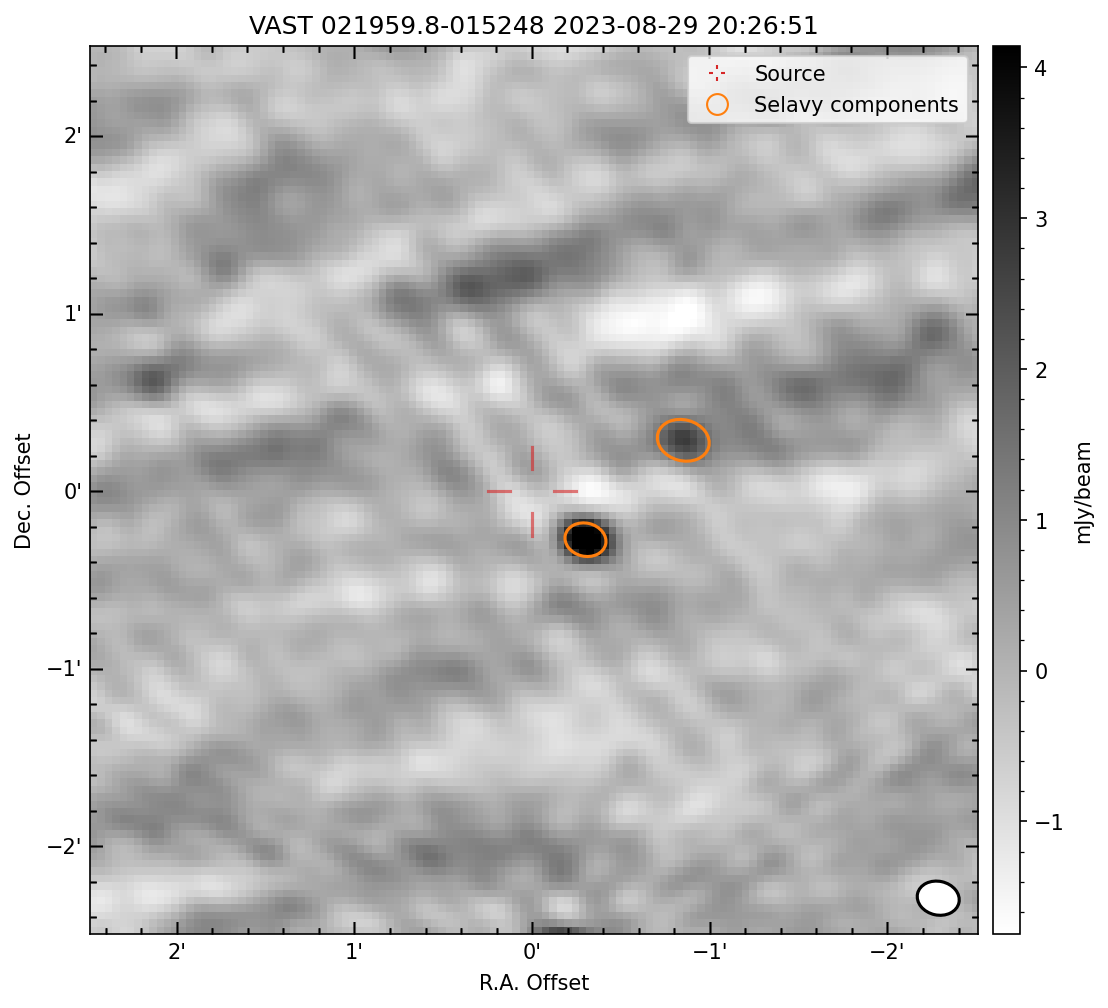 VAST 021959.8-015248 2023-08-29 20:26:51
Source
Selavy components
2'
1'
0'
−1'
−2'
Dec. Offset
2'
1'
0'
−1'
−2'
R.A. Offset
4
3
2
1
0
−1
mJy/beam